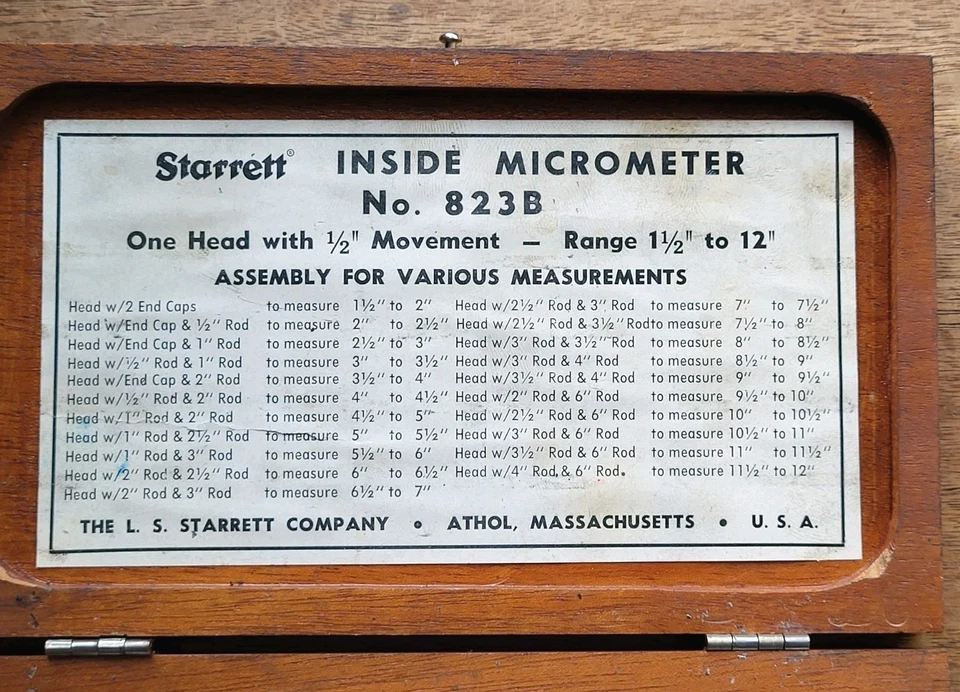 Starrett® INSIDE MICROMETER
No. 823B
One Head with ½" Movement — Range 1½" to 12"
ASSEMBLY FOR VARIOUS MEASUREMENTS
Head w/2 End Caps to measure 1½" to 2" Head w/2½" Rod & 3" Rod to measure 7" to 7½"
Head w/End Cap & ½" Rod to measure 2" to 2½" Head w/2½" Rod & 3½" Rod to measure 7½" to 8"
Head w/End Cap & 1" Rod to measure 2½" to 3" Head w/3" Rod & 3½" Rod to measure 8" to 8½"
Head w/½" Rod & 1" Rod to measure 3" to 3½" Head w/3" Rod & 4" Rod to measure 8½" to 9"
Head w/End Cap & 2" Rod to measure 3½" to 4" Head w/3½" Rod & 4" Rod to measure 9" to 9½"
Head w/½" Rod & 2" Rod to measure 4" to 4½" Head w/2" Rod & 6" Rod to measure 9½" to 10"
Head w/1" Rod & 2" Rod to measure 4½" to 5" Head w/2½" Rod & 6" Rod to measure 10" to 10½"
Head w/1" Rod & 2½" Rod to measure 5" to 5½" Head w/3" Rod & 6" Rod to measure 10½" to 11"
Head w/1" Rod & 3" Rod to measure 5½" to 6" Head w/3½" Rod & 6" Rod to measure 11" to 11½"
Head w/2" Rod & 2½" Rod to measure 6" to 6½" Head w/4" Rod & 6" Rod. to measure 11½" to 12"
Head w/2" Rod & 3" Rod to measure 6½" to 7"
THE L. S. STARRETT COMPANY • ATHOL, MASSACHUSETTS • U. S. A.